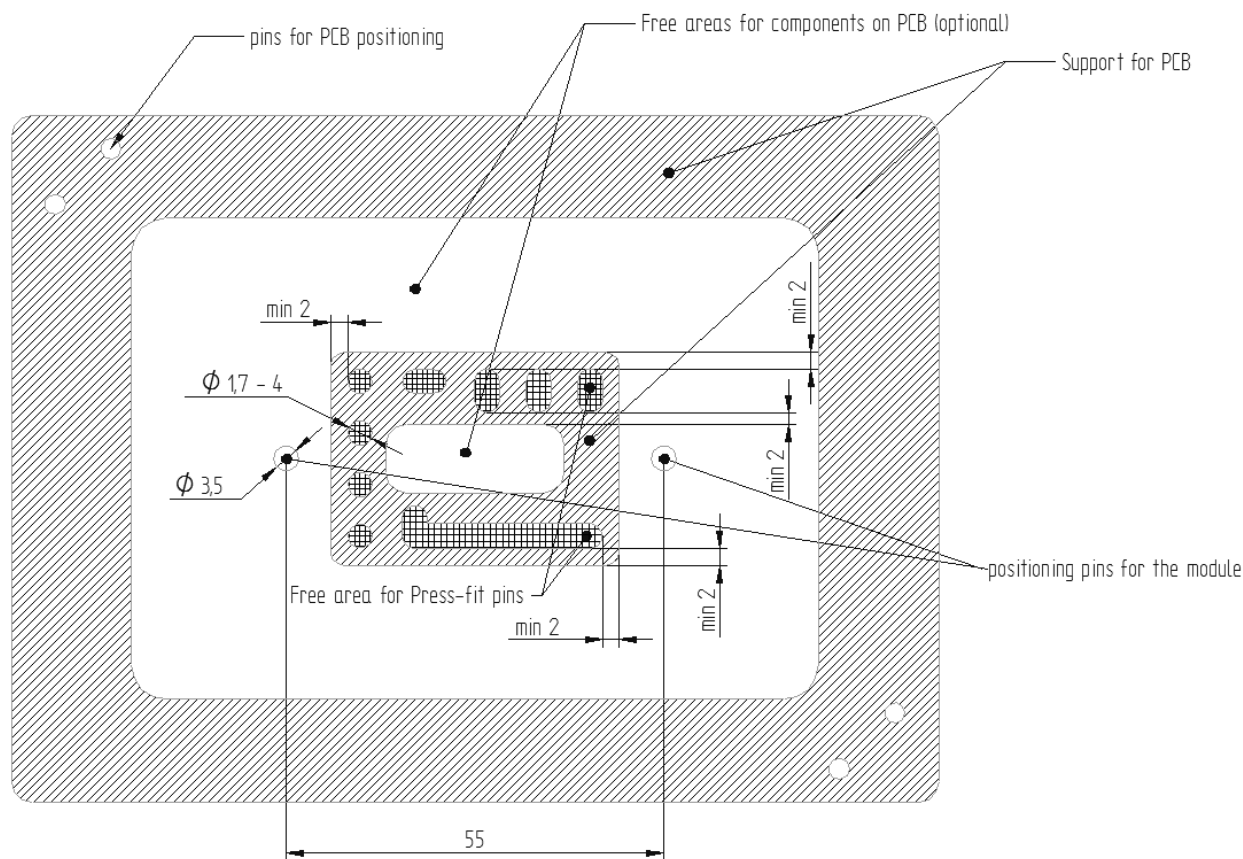 Free areas for components on PCB (optional)
pins for PCB positioning
Support for PCB
min 2
min 2
Φ 1,7 - 4
min 2
Φ 3,5
positioning pins for the module
Free area for Press-fit pins
min 2
min 2
55